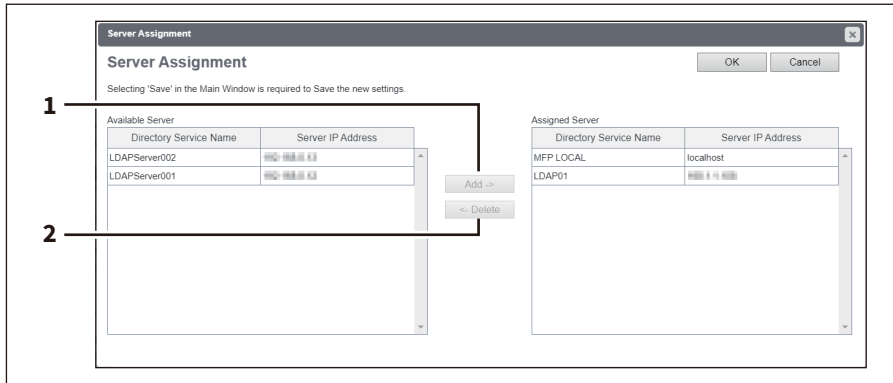 Server Assignment
Server Assignment
OK Cancel
Selecting 'Save' in the Main Window is required to Save the new settings.
1
Available Server
Directory Service Name Server IP Address
LDAPServer002
LDAPServer001
Add ->
<- Delete
2
Assigned Server
Directory Service Name Server IP Address
MFP LOCAL localhost
LDAP01